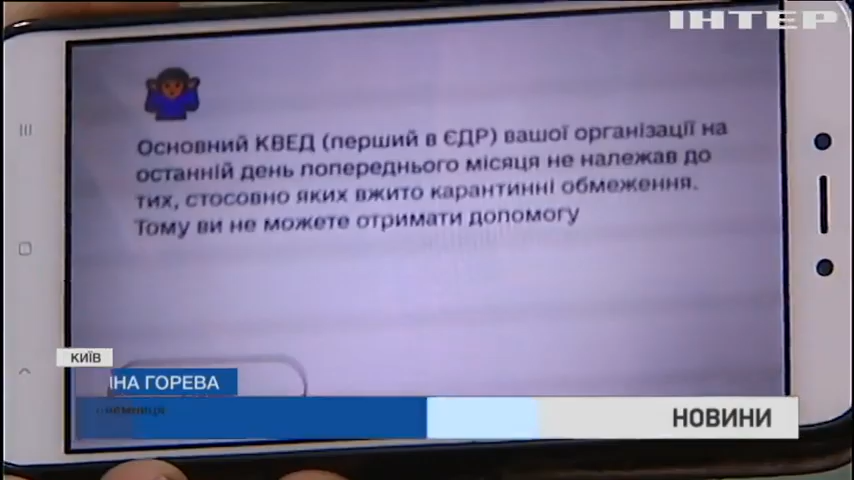 ІНТЕР
Основний КВЕД (перший в ЄДР) вашої організації на
останній день попереднього місяця не належав до
тих, стосовно яких вжито карантинні обмеження.
Тому ви не можете отримати допомогу
КИЇВ
ІНА ГОРЕВА
НОВИНИ